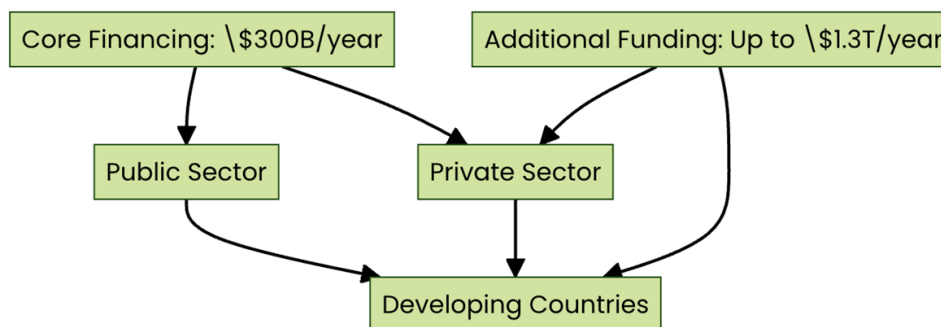 Core Financing: \$300B/year
Additional Funding: Up to \$1.3T/year
Public Sector
Private Sector
Developing Countries